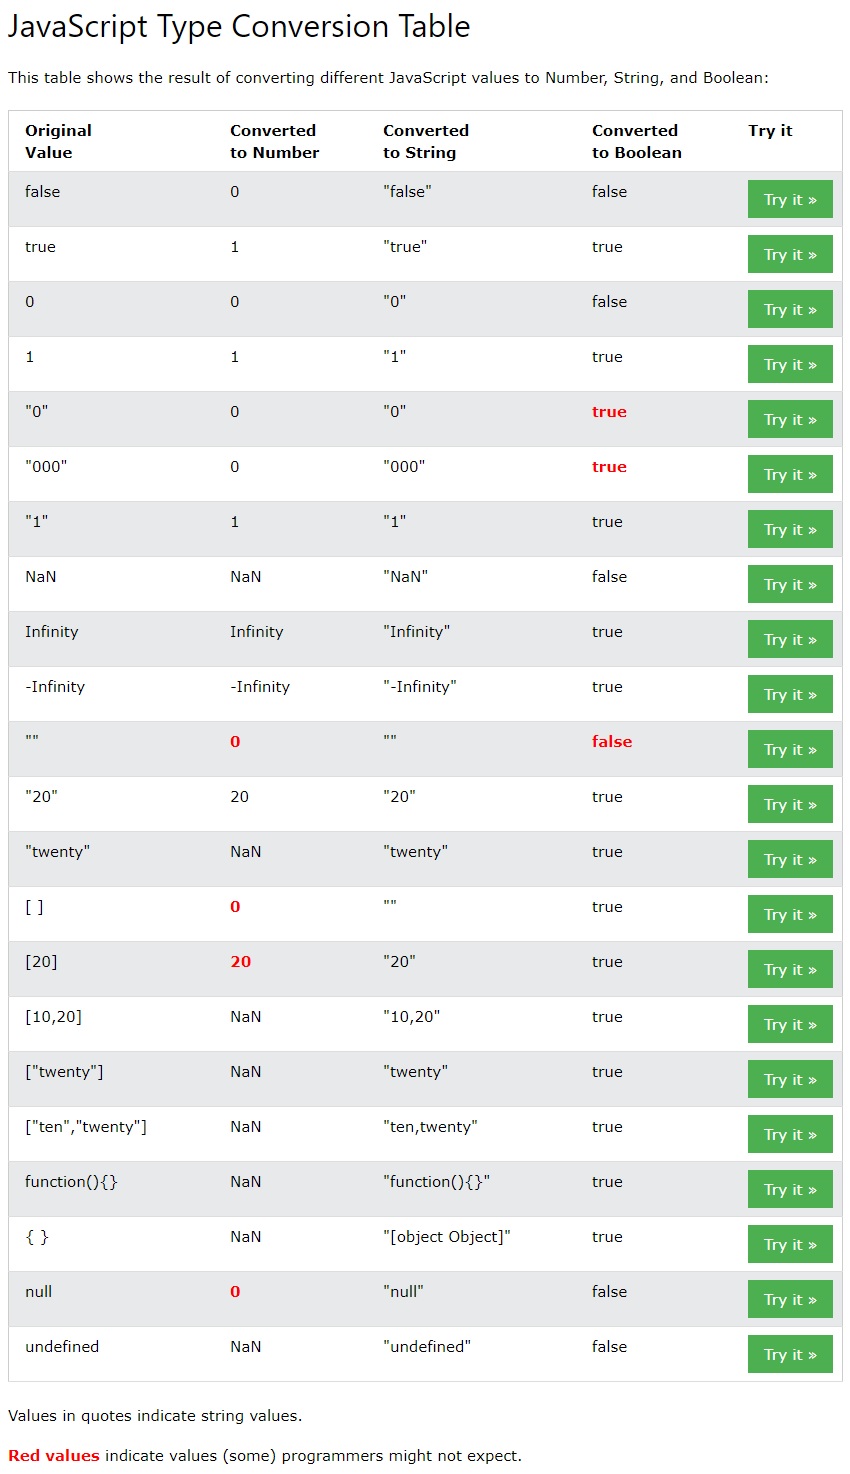 JavaScript Type Conversion Table
This table shows the result of converting different JavaScript values to Number, String, and Boolean:
Original Value Converted to Number Converted to String Converted to Boolean Try it
false 0 "false" false Try it »
true 1 "true" true Try it »
0 0 "0" false Try it »
1 1 "1" true Try it »
"0" 0 "0" true Try it »
"000" 0 "000" true Try it »
"1" 1 "1" true Try it »
NaN NaN "NaN" false Try it »
Infinity Infinity "Infinity" true Try it »
-Infinity -Infinity "-Infinity" true Try it »
"" 0 "" false Try it »
"20" 20 "20" true Try it »
"twenty" NaN "twenty" true Try it »
[ ] 0 "" true Try it »
[20] 20 "20" true Try it »
[10,20] NaN "10,20" true Try it »
["twenty"] NaN "twenty" true Try it »
["ten","twenty"] NaN "ten,twenty" true Try it »
function(){} NaN "function(){}" true Try it »
{ } NaN "[object Object]" true Try it »
null 0 "null" false Try it »
undefined NaN "undefined" false Try it »
Values in quotes indicate string values.
Red values indicate values (some) programmers might not expect.